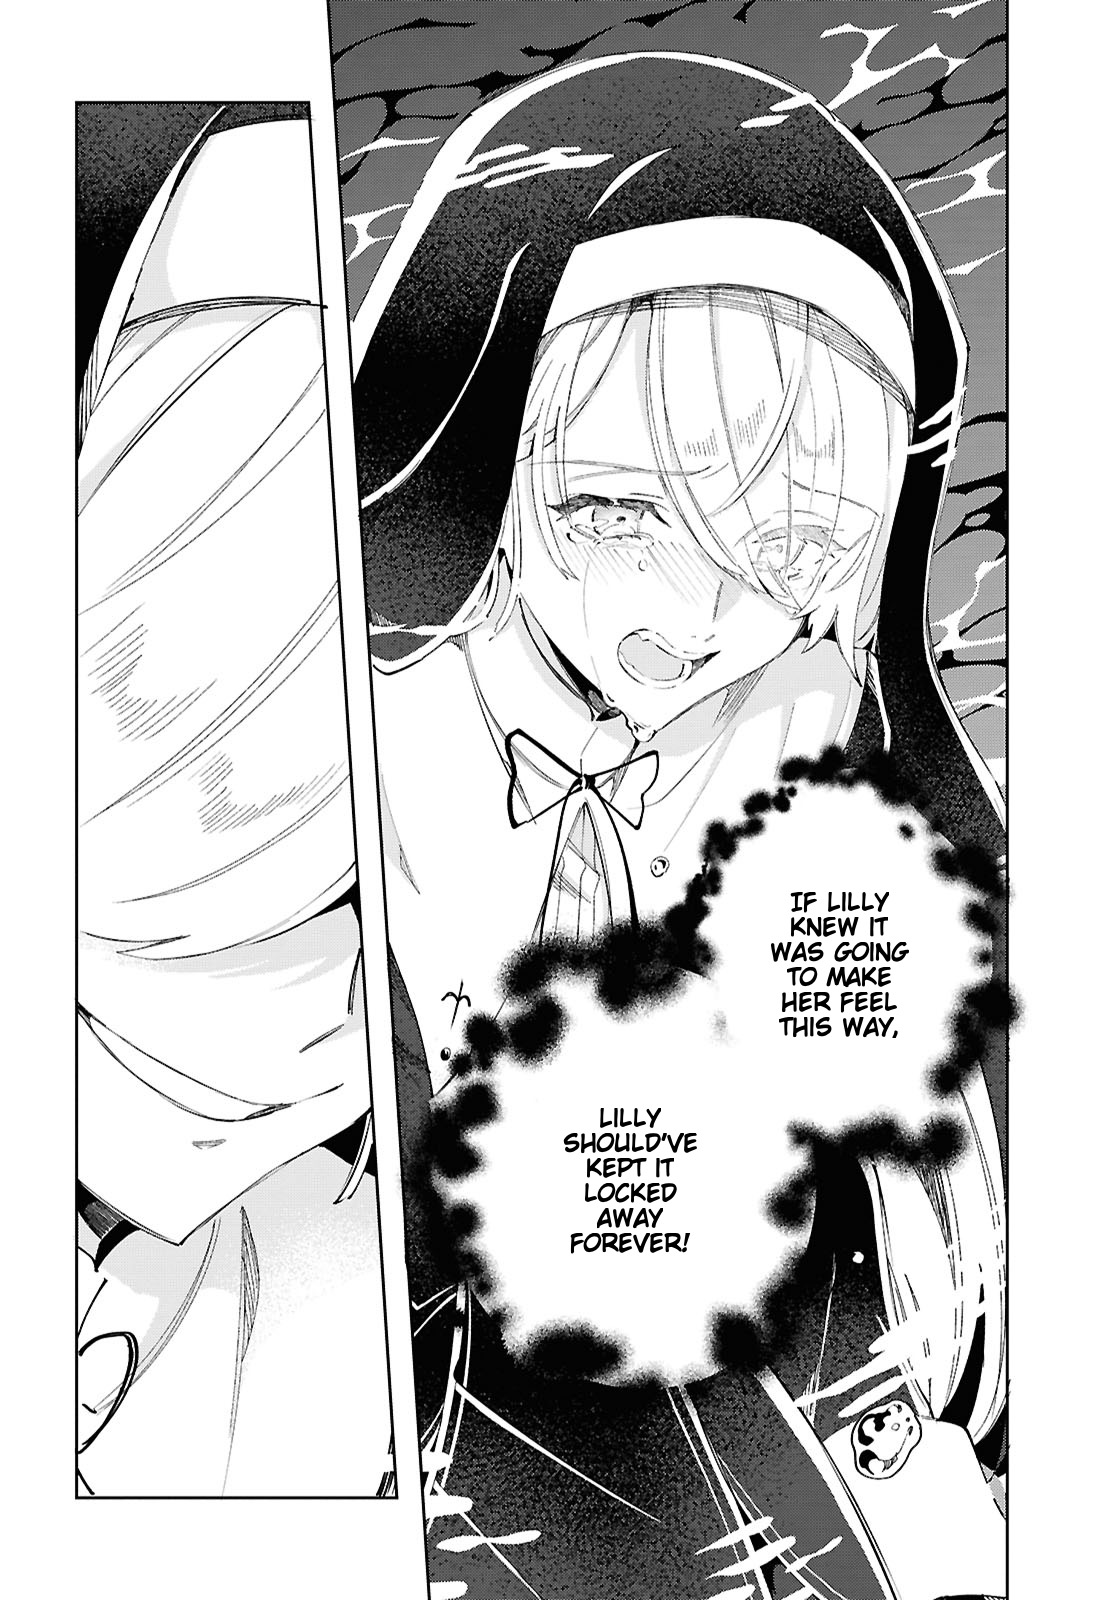 IF LILLY
KNEW IT
WAS GOING
TO MAKE
HER FEEL
THIS WAY,
LILLY
SHOULD'VE
KEPT IT
LOCKED
AWAY
FOREVER!